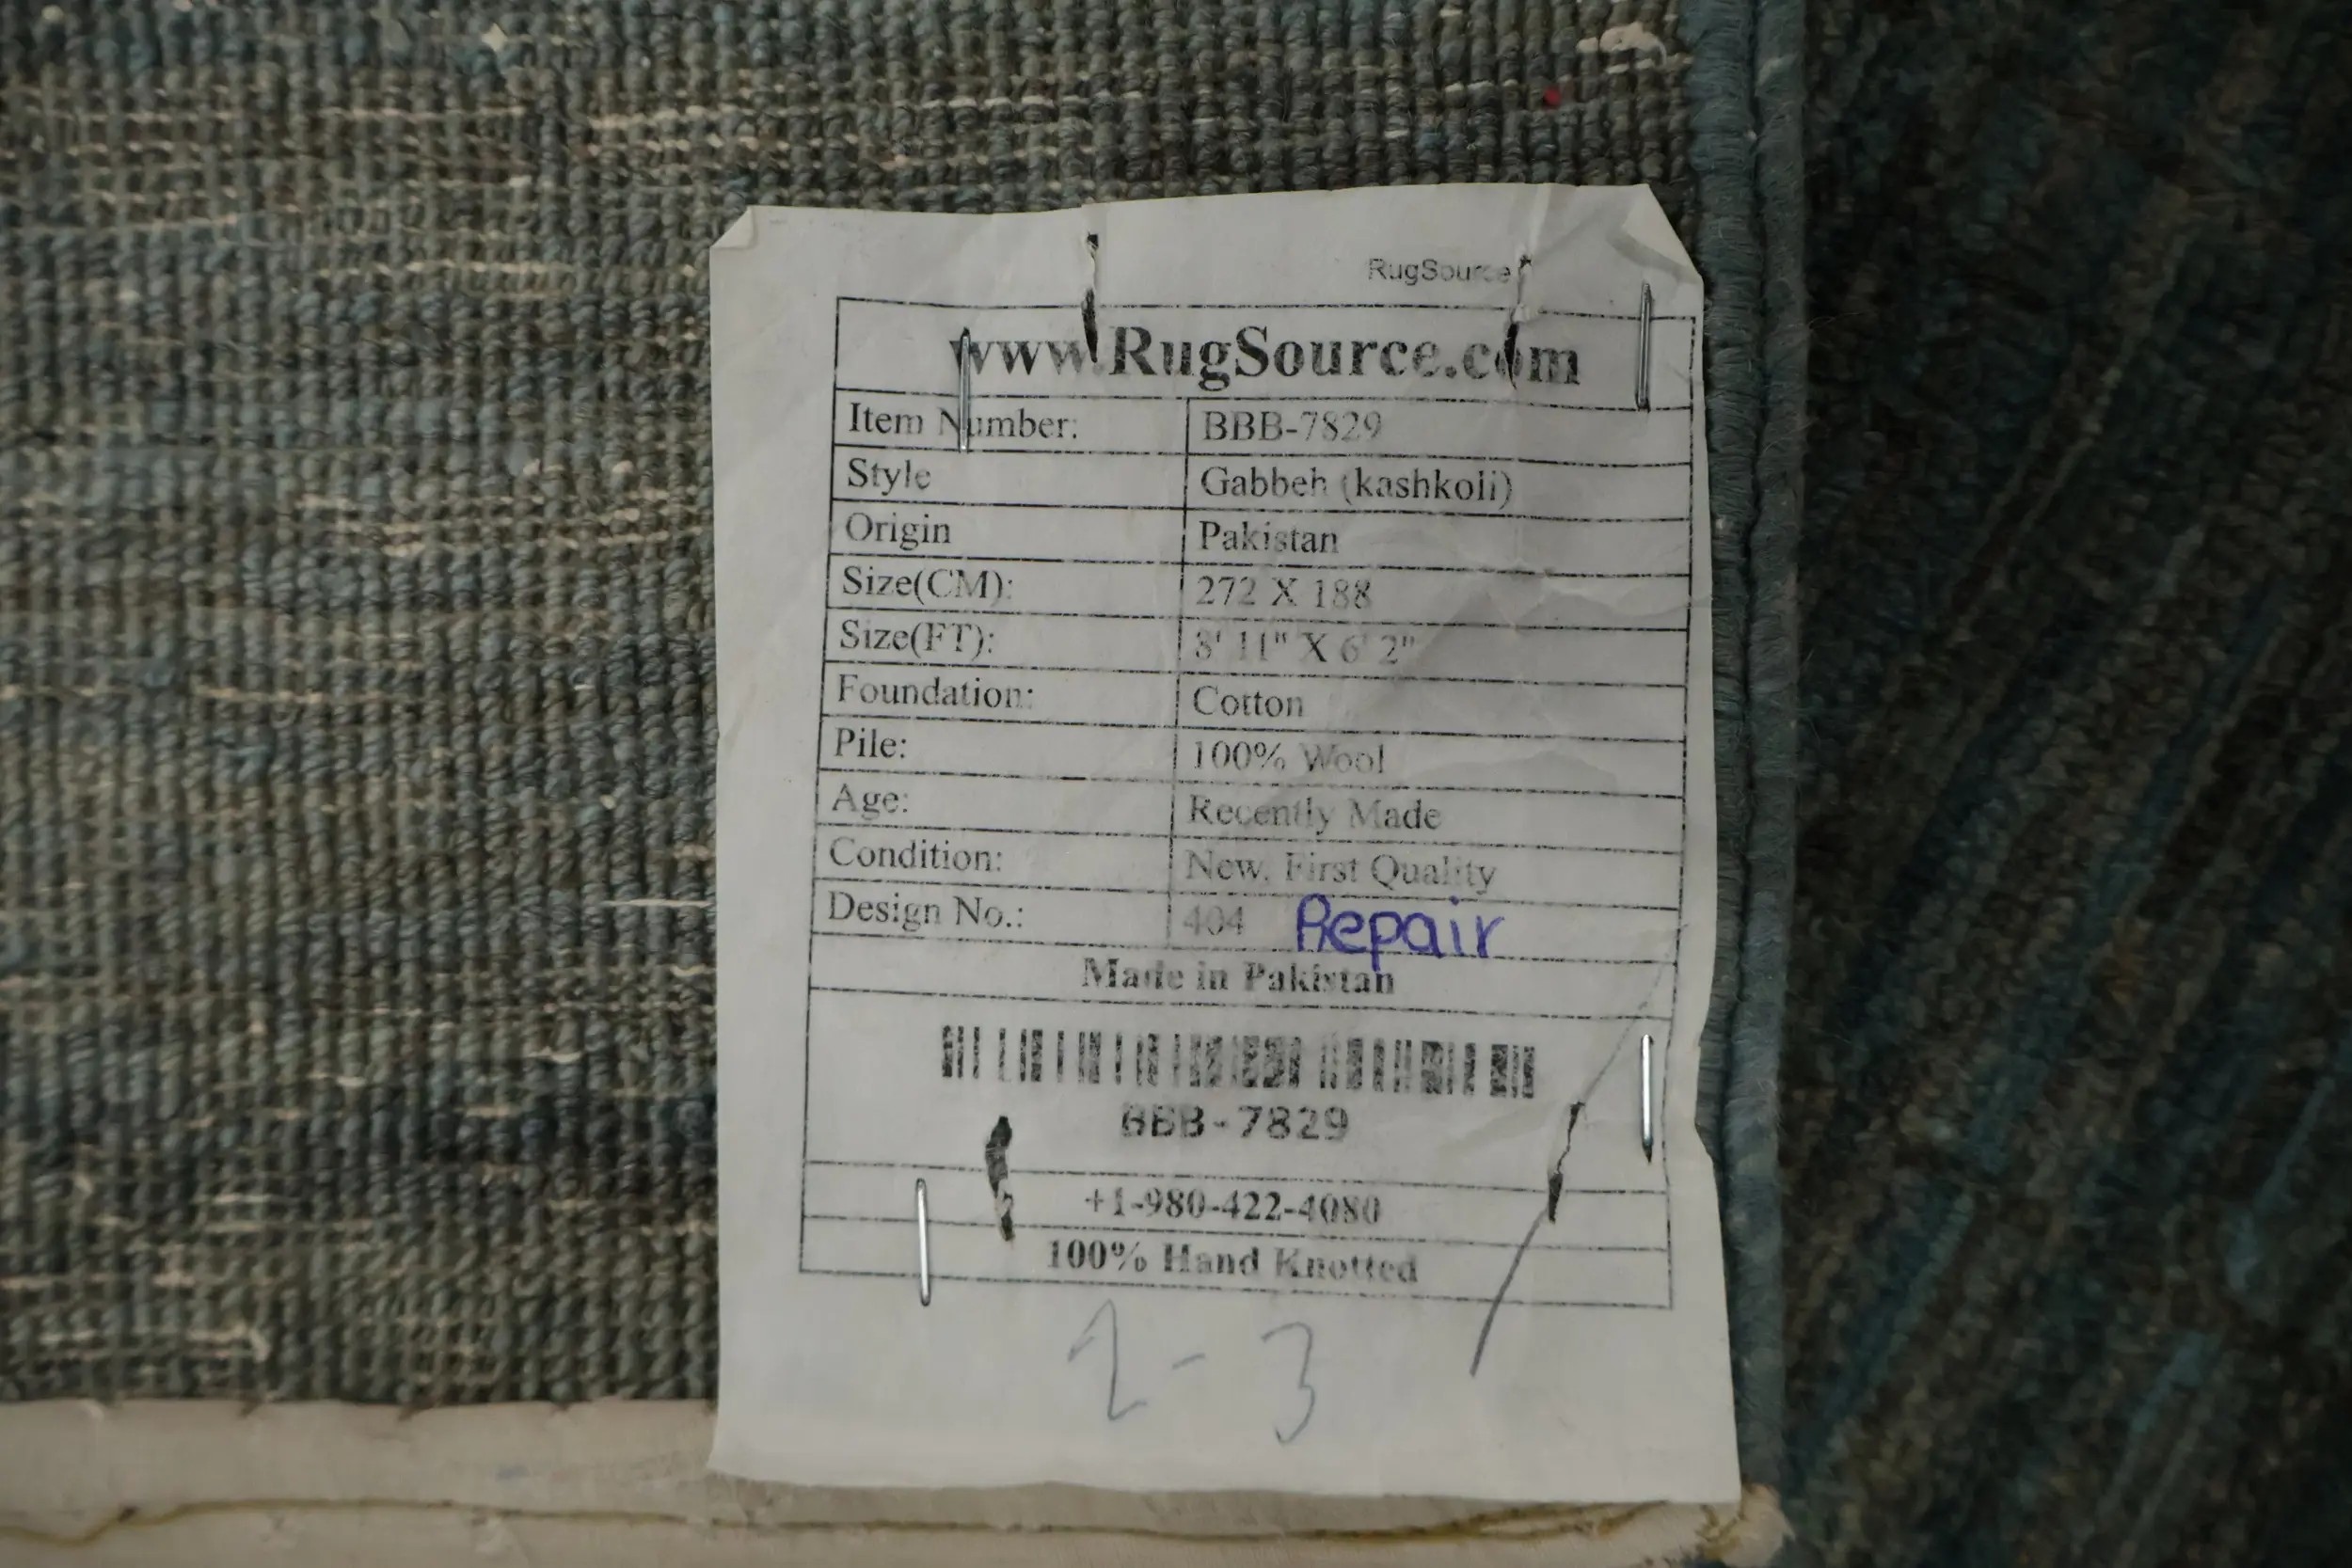 RugSource
www.RugSource.com
Item Number: BBB-7829
Style Gabbeh (kashkoli)
Origin Pakistan
Size(CM): 272 X 188
Size(FT): 8' 11" X 6' 2"
Foundation: Cotton
Pile: 100% Wool
Age: Recently Made
Condition: New, First Quality
Design No.: 404 Repair
Made in Pakistan
BBB-7829
+1-980-422-4080
100% Hand Knotted
2-3